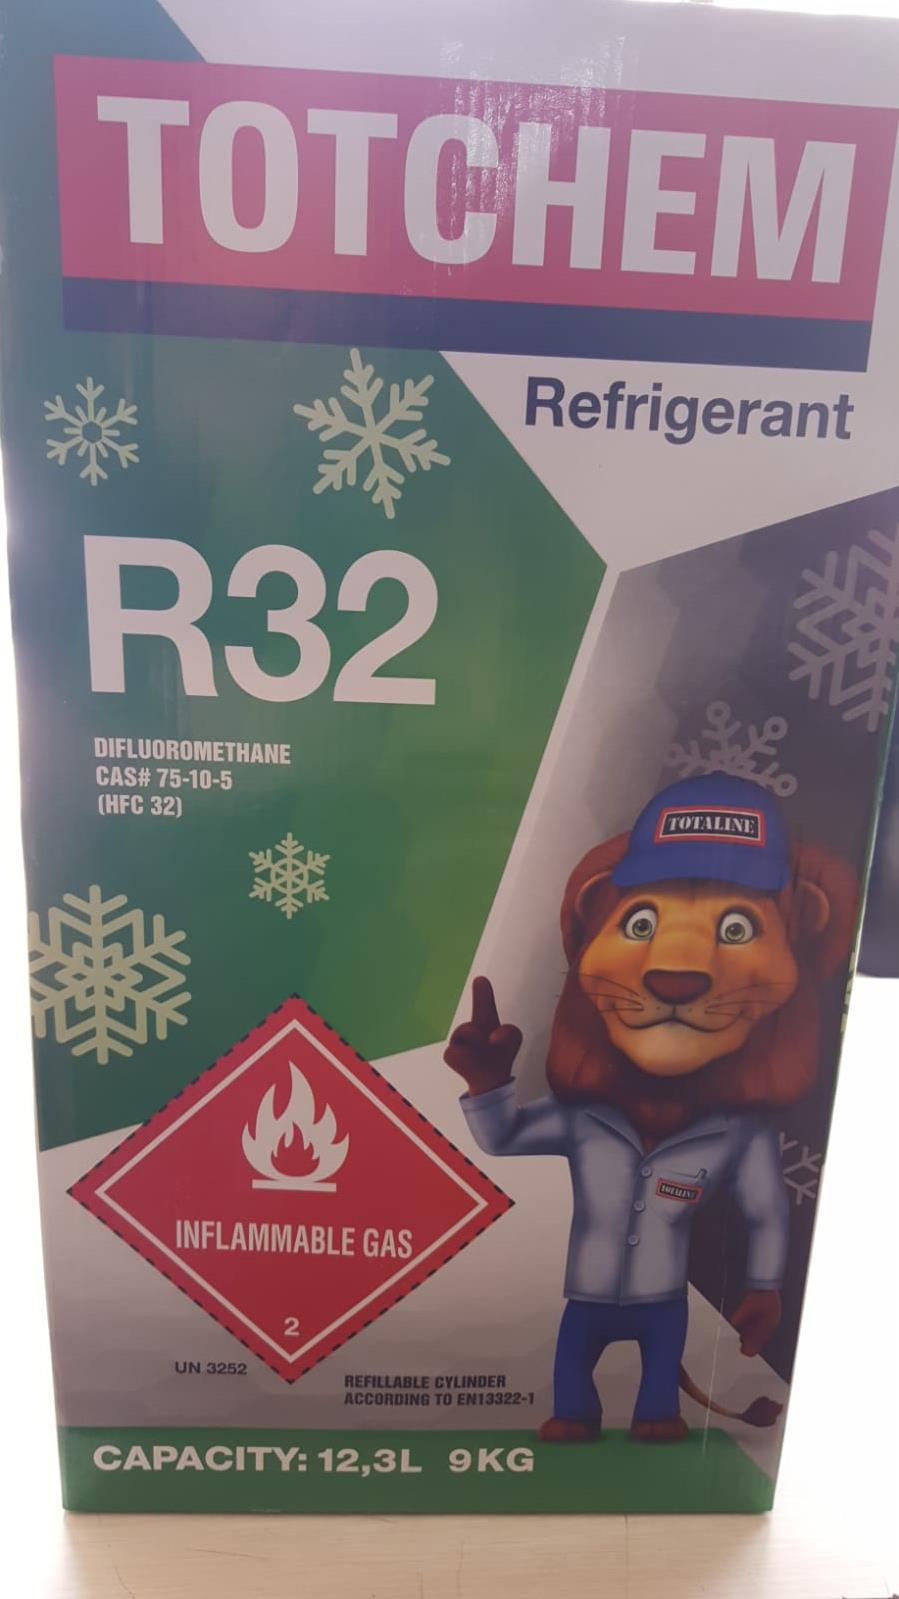 TOTCHEM
Refrigerant
R32
DIFLUOROMETHANE
CAS# 75-10-5
(HFC 32)
TOTALINE
TOTALINE
INFLAMMABLE GAS
2
UN 3252
REFILLABLE CYLINDER
ACCORDING TO EN13322-1
CAPACITY: 12,3L 9KG